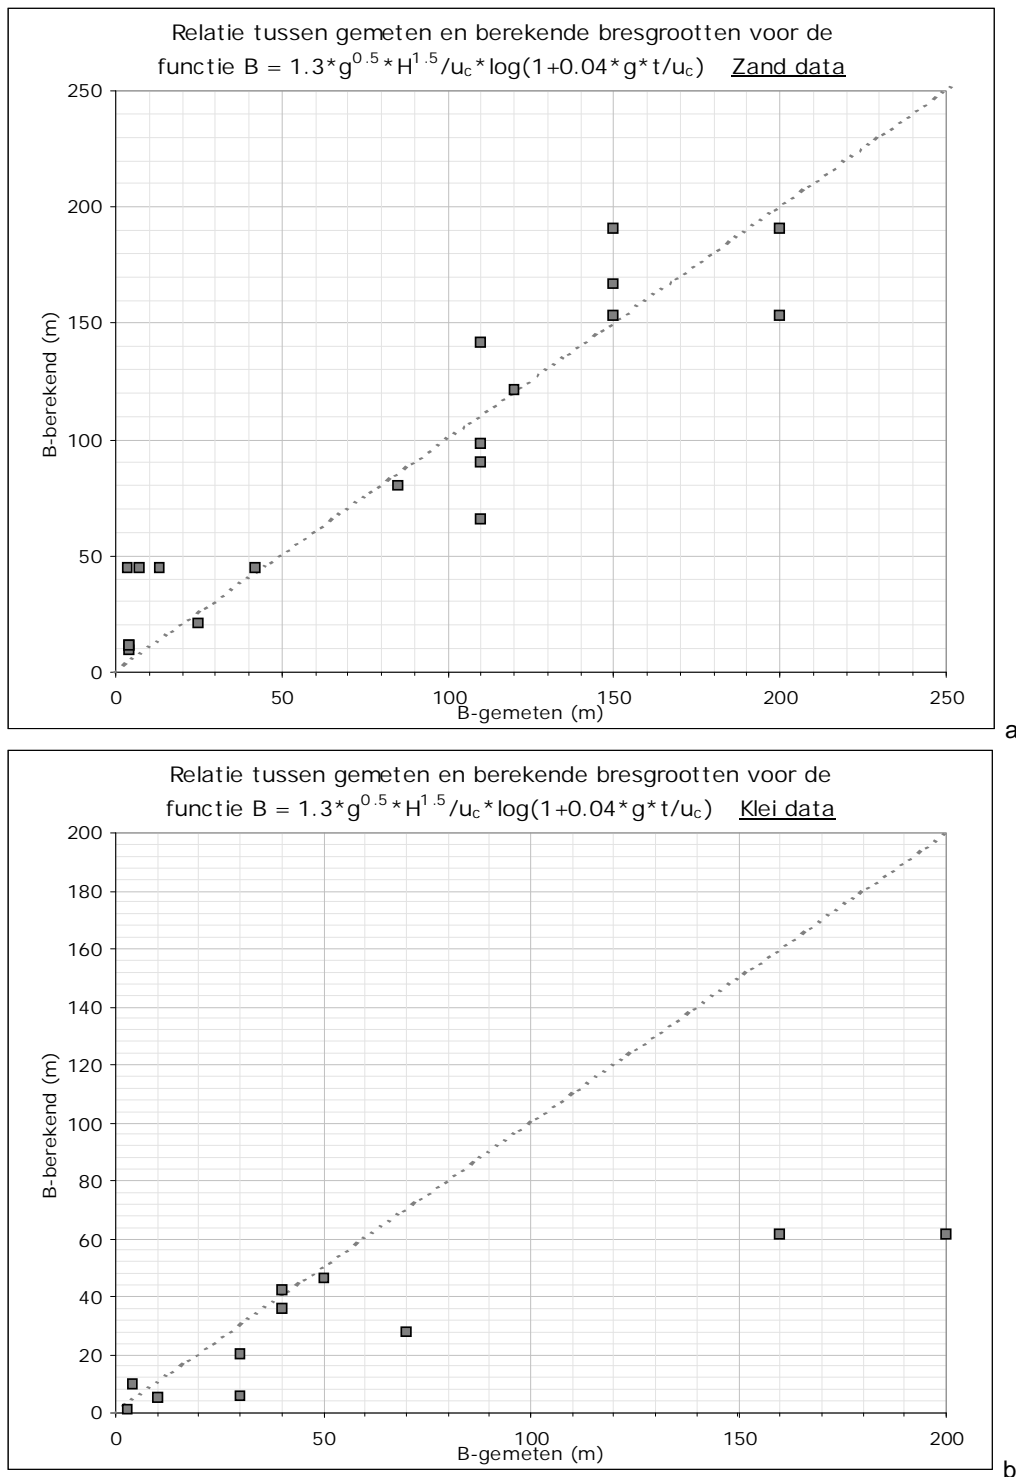 Relatie tussen gemeten en berekende bresgrootten voor de
functie B = 1.3*g^0.5*H^1.5/u_c*log(1+0.04*g*t/u_c) Zand data
250
200
150
100
50
0
B-berekend (m)
0 50 100 150 200 250
B-gemeten (m)
a
Relatie tussen gemeten en berekende bresgrootten voor de
functie B = 1.3*g^0.5*H^1.5/u_c*log(1+0.04*g*t/u_c) Klei data
200
180
160
140
120
100
80
60
40
20
0
B-berekend (m)
0 50 100 150 200
B-gemeten (m)
b